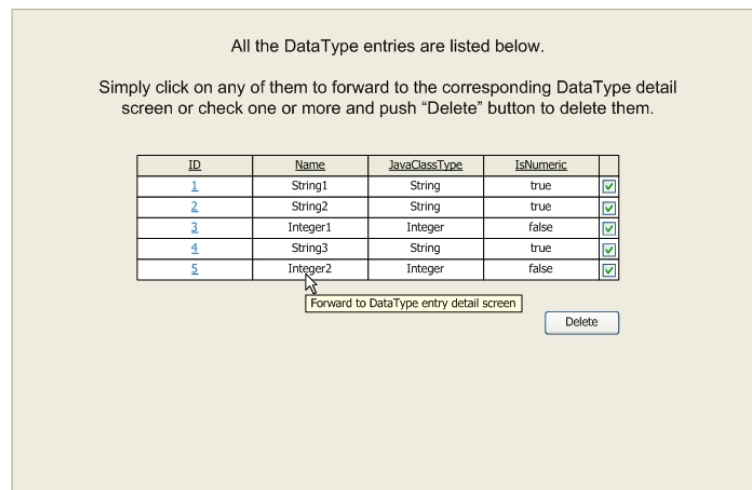 All the DataType entries are listed below.
Simply click on any of them to forward to the corresponding DataType detail
screen or check one or more and push “Delete” button to delete them.
ID Name JavaClassType IsNumeric
1 String1 String true
2 String2 String true
3 Integer1 Integer false
4 String3 String true
5 Integer2 Integer false
Forward to DataType entry detail screen
Delete